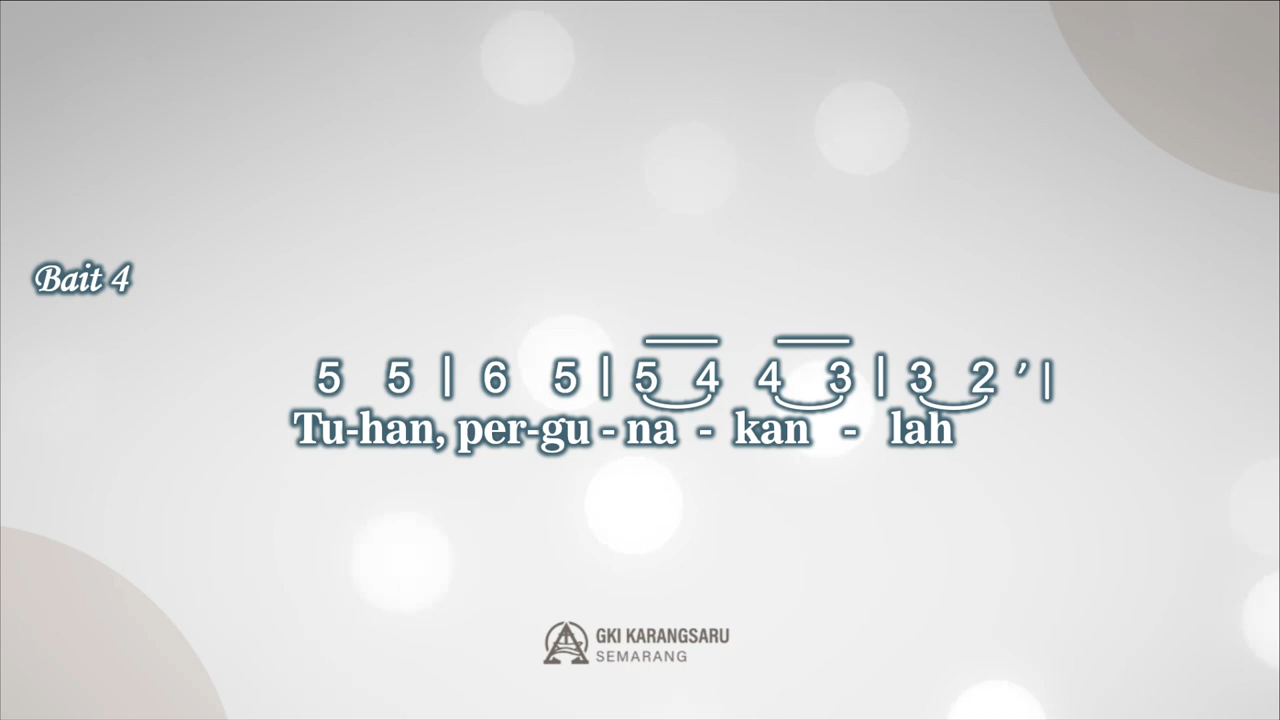 Bait 4
5 5 | 6 5 | 5 4 4 3 | 3 2 ’ |
Tu-han, per-gu - na - kan - lah
GKI KARANGSARU
SEMARANG